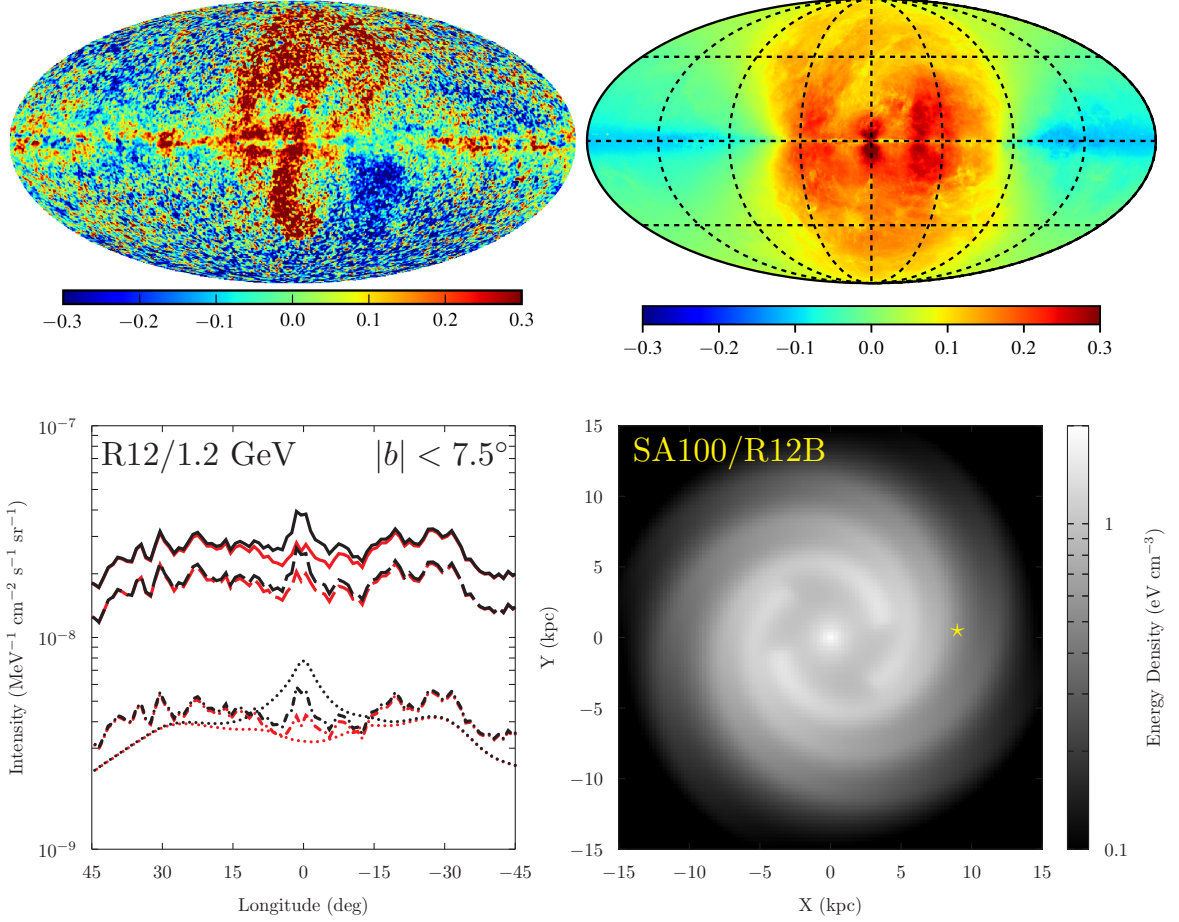 −0.3 −0.2 −0.1 0.0 0.1 0.2 0.3
−0.3 −0.2 −0.1 0.0 0.1 0.2 0.3
R12/1.2 GeV |b| < 7.5°
10⁻⁷
10⁻⁸
10⁻⁹
Intensity (MeV⁻¹ cm⁻² s⁻¹ sr⁻¹)
45 30 15 0 −15 −30 −45
Longitude (deg)
SA100/R12B
15
10
5
0
−5
−10
−15
Y (kpc)
−15 −10 −5 0 5 10 15
X (kpc)
1
0.1
Energy Density (eV cm⁻³)